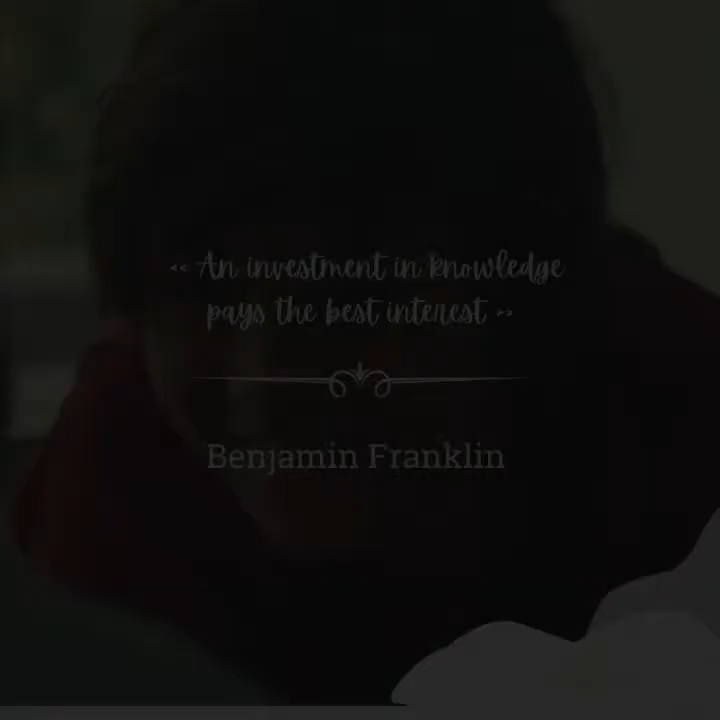 « An investment in knowledge
pays the best interest »
Benjamin Franklin